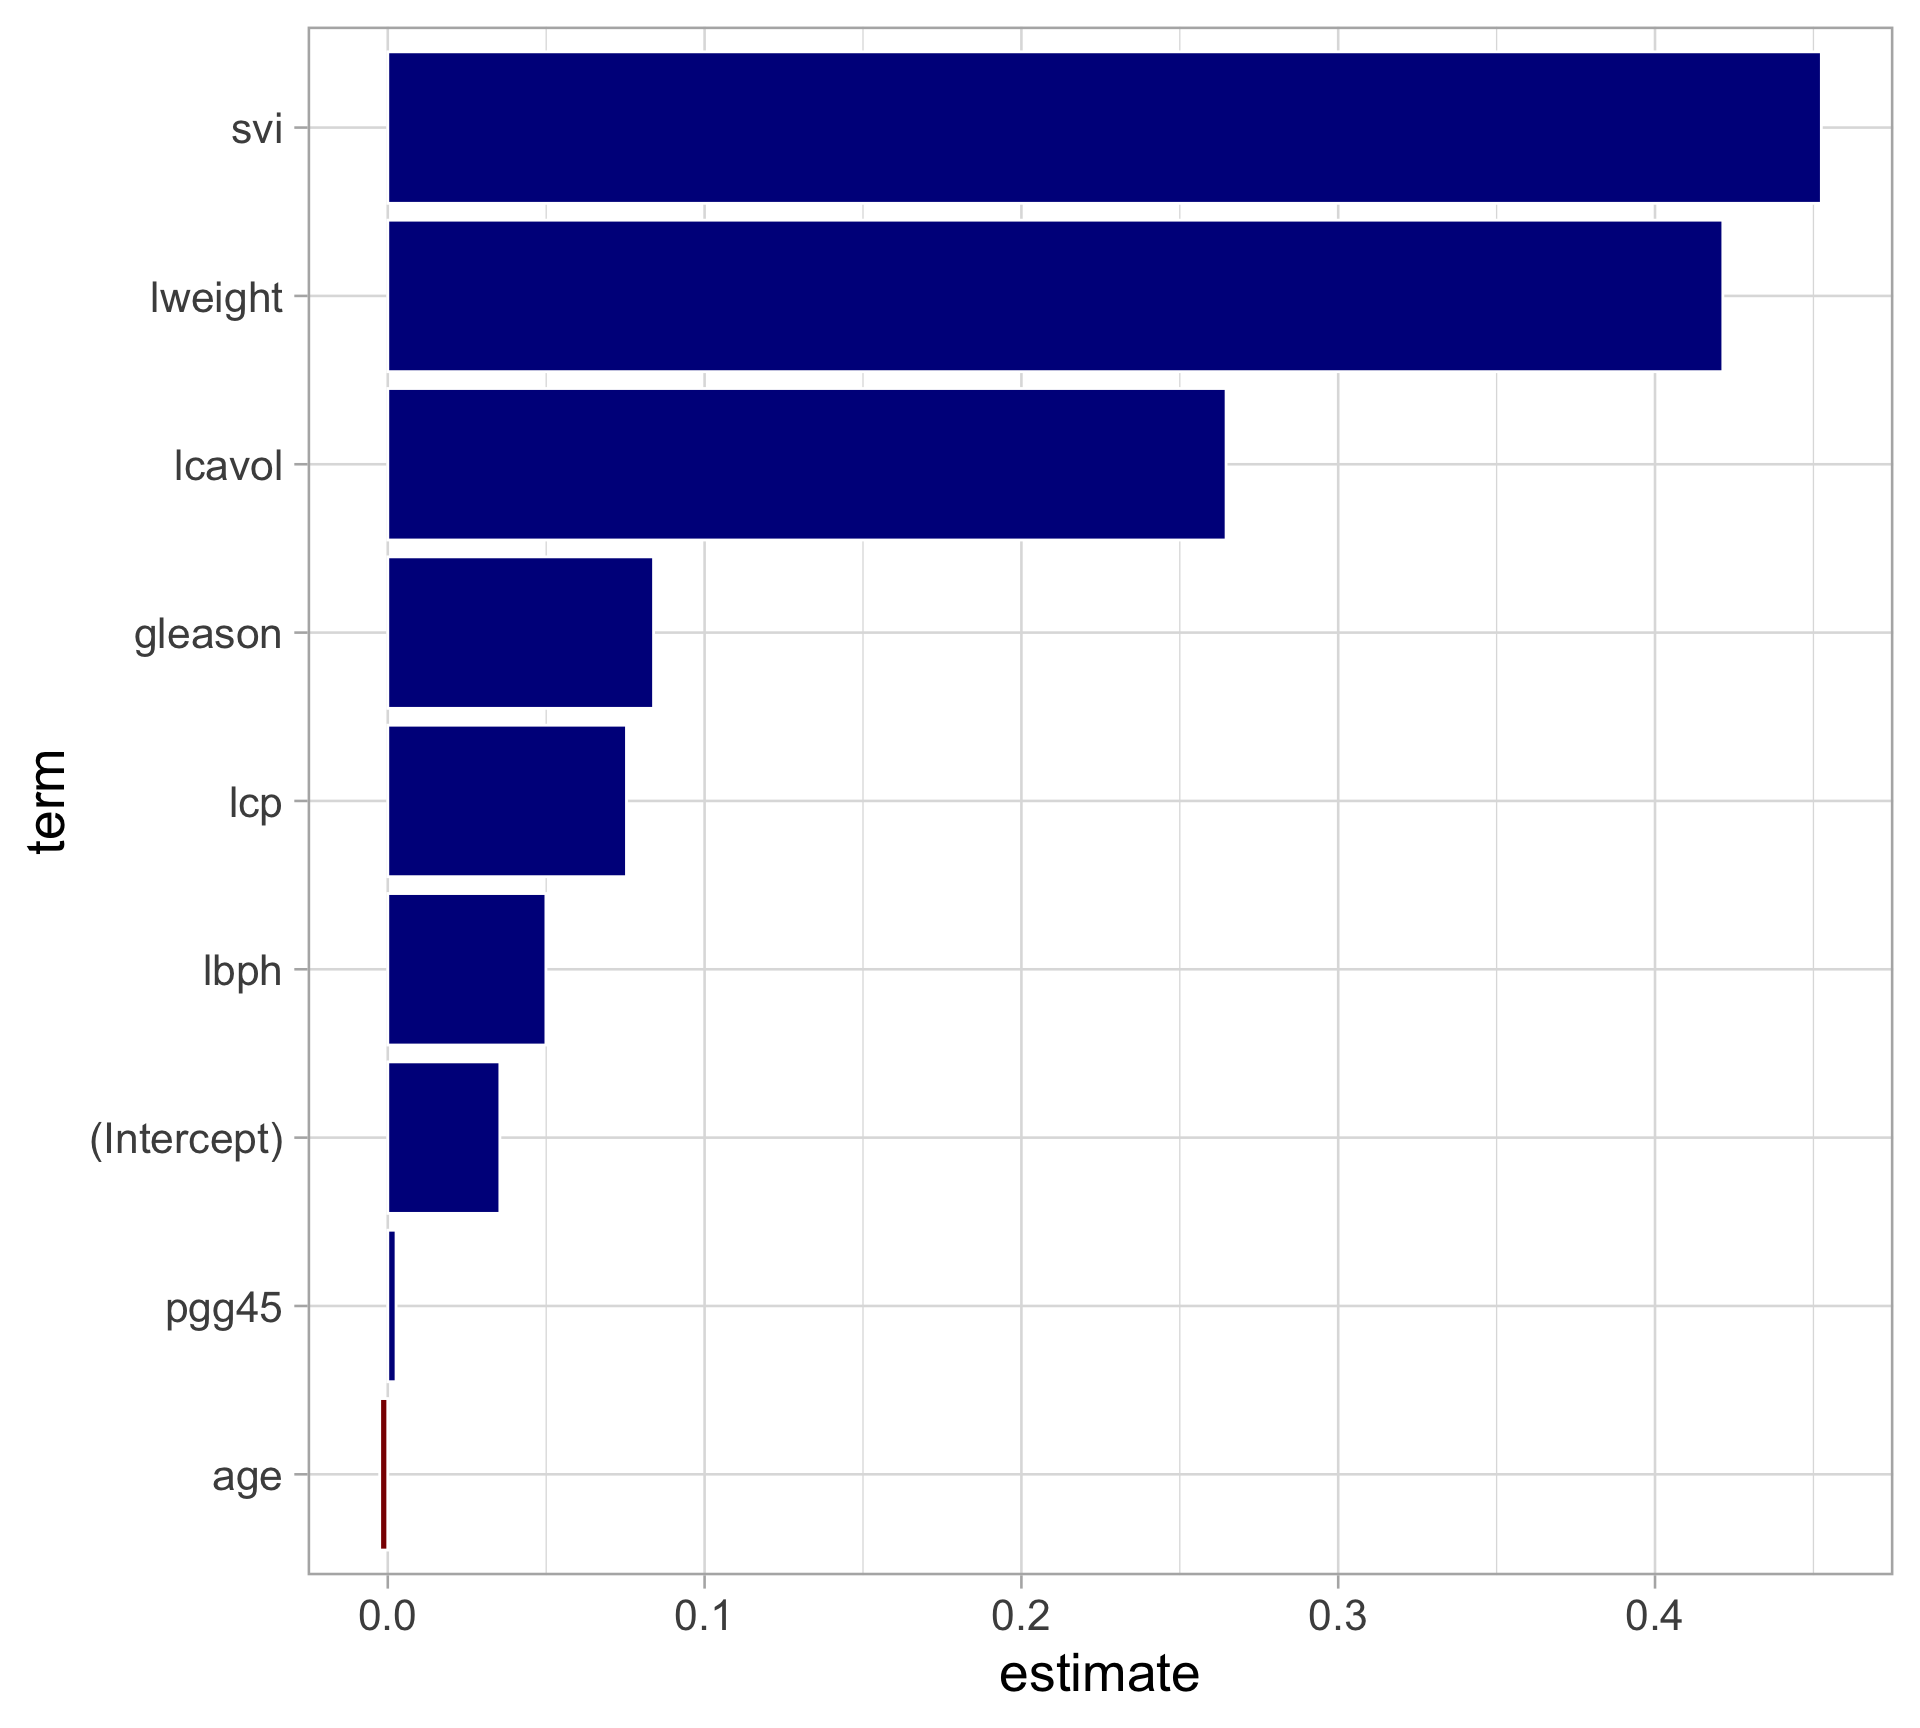 svi
lweight
lcavol
gleason
lcp
lbph
(Intercept)
pgg45
age
term
0.0 0.1 0.2 0.3 0.4
estimate